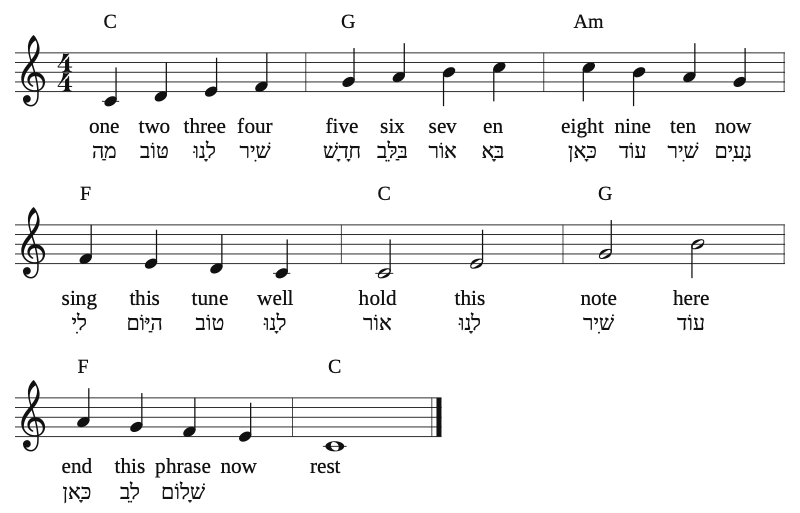 C G Am
one two three four five six sev en eight nine ten now
מַה טּוֹב לָנוּ שִׁיר חָדָשׁ בַּלֵּב אוֹר בָּא כָּאן עוֹד שִׁיר נָעִים
F C G
sing this tune well hold this note here
לִי הַיּוֹם טוֹב לָנוּ אוֹר לָנוּ שִׁיר עוֹד
F C
end this phrase now rest
כָּאן לֵב שָׁלוֹם